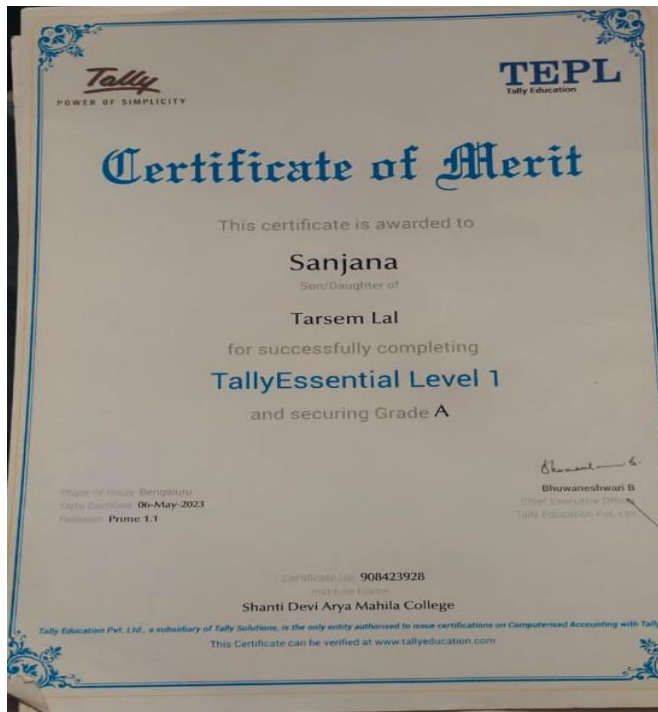 Tally
POWER OF SIMPLICITY
TEPL
Tally Education
Certificate of Merit
This certificate is awarded to
Sanjana
Son/Daughter of
Tarsem Lal
for successfully completing
TallyEssential Level 1
and securing Grade A
Bhuwaneshwari B
Chief Executive Officer
Tally Education Pvt. Ltd.
Place of Issue: Bengaluru
Date Certified: 06-May-2023
Release: Prime 1.1
Certificate No. 908423928
Institute Name
Shanti Devi Arya Mahila College
Tally Education Pvt. Ltd., a subsidiary of Tally Solutions, is the only entity authorised to issue certifications on Computerised Accounting with Tally
This Certificate can be verified at www.tallyeducation.com